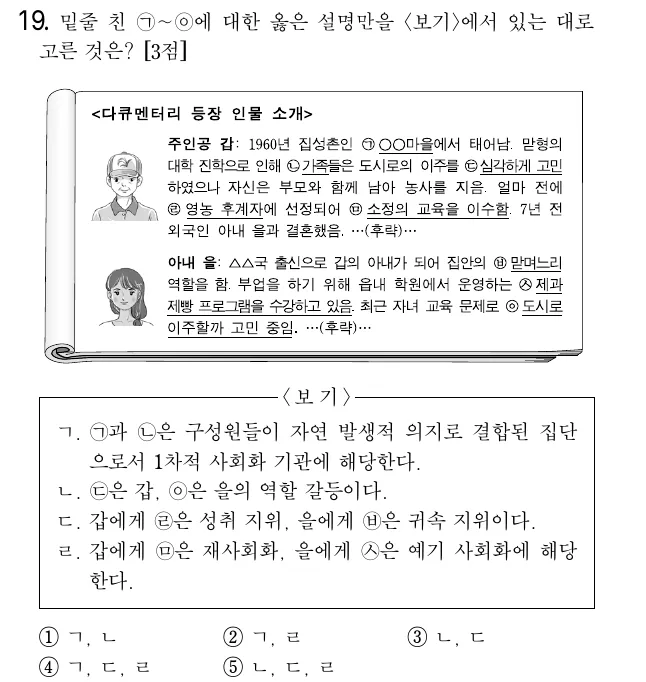 19. 밑줄 친 ㉠~㉧에 대한 옳은 설명만을 <보기>에서 있는 대로
고른 것은? [3점]
<다큐멘터리 등장 인물 소개>
주인공 갑: 1960년 집성촌인 ㉠ ○○마을에서 태어남. 맏형의
대학 진학으로 인해 ㉡ 가족들은 도시로의 이주를 ㉢ 심각하게 고민
하였으나 자신은 부모와 함께 남아 농사를 지음. 얼마 전에
㉣ 영농 후계자에 선정되어 ㉤ 소정의 교육을 이수함. 7년 전
외국인 아내 을과 결혼했음. …(후략)…
아내 을: △△국 출신으로 갑의 아내가 되어 집안의 ㉥ 맏며느리
역할을 함. 부업을 하기 위해 읍내 학원에서 운영하는 ㉦ 제과
제빵 프로그램을 수강하고 있음. 최근 자녀 교육 문제로 ㉧ 도시로
이주할까 고민 중임. …(후략)…
<보 기>
ㄱ. ㉠과 ㉡은 구성원들이 자연 발생적 의지로 결합된 집단
으로서 1차적 사회화 기관에 해당한다.
ㄴ. ㉢은 갑, ㉧은 을의 역할 갈등이다.
ㄷ. 갑에게 ㉣은 성취 지위, 을에게 ㉥은 귀속 지위이다.
ㄹ. 갑에게 ㉤은 재사회화, 을에게 ㉦은 예기 사회화에 해당
한다.
① ㄱ, ㄴ ② ㄱ, ㄹ ③ ㄴ, ㄷ
④ ㄱ, ㄷ, ㄹ ⑤ ㄴ, ㄷ, ㄹ